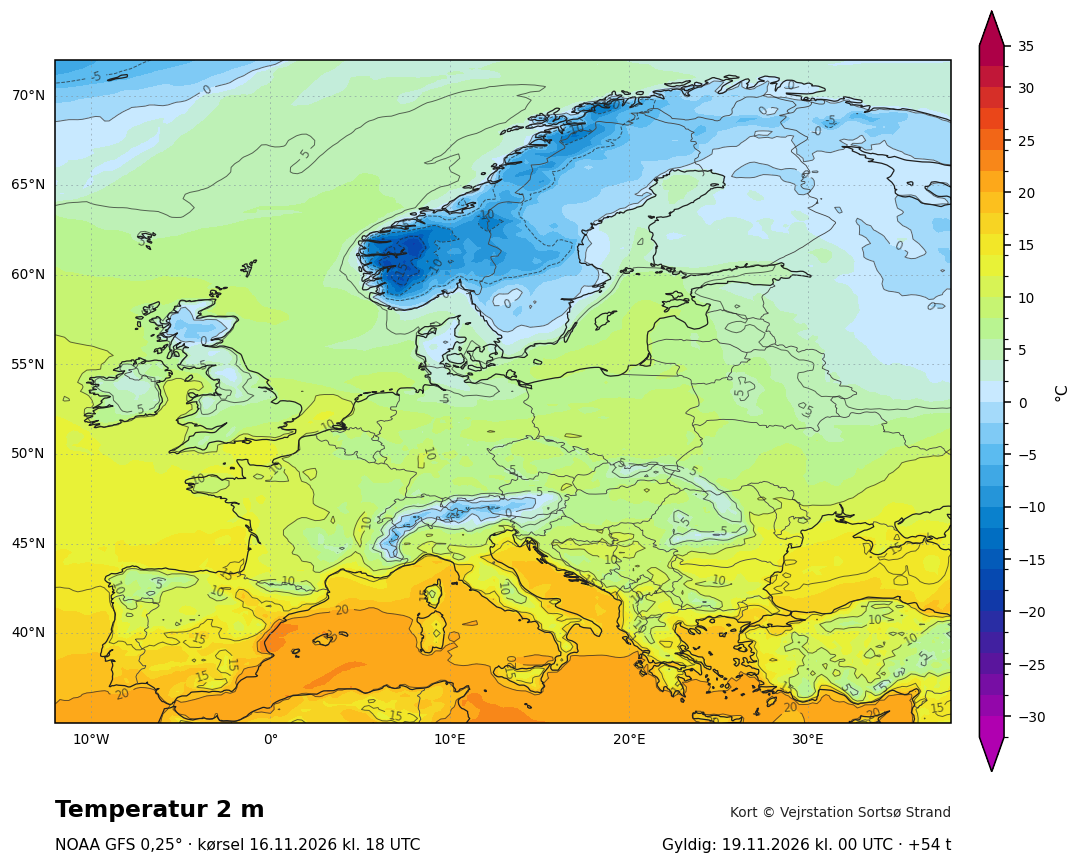 70°N
65°N
60°N
55°N
50°N
45°N
40°N
10°W
0°
10°E
20°E
30°E
35
30
25
20
15
10
5
0
−5
−10
−15
−20
−25
−30
°C
Temperatur 2 m
Kort © Vejrstation Sortsø Strand
NOAA GFS 0,25° · kørsel 16.11.2026 kl. 18 UTC
Gyldig: 19.11.2026 kl. 00 UTC · +54 t